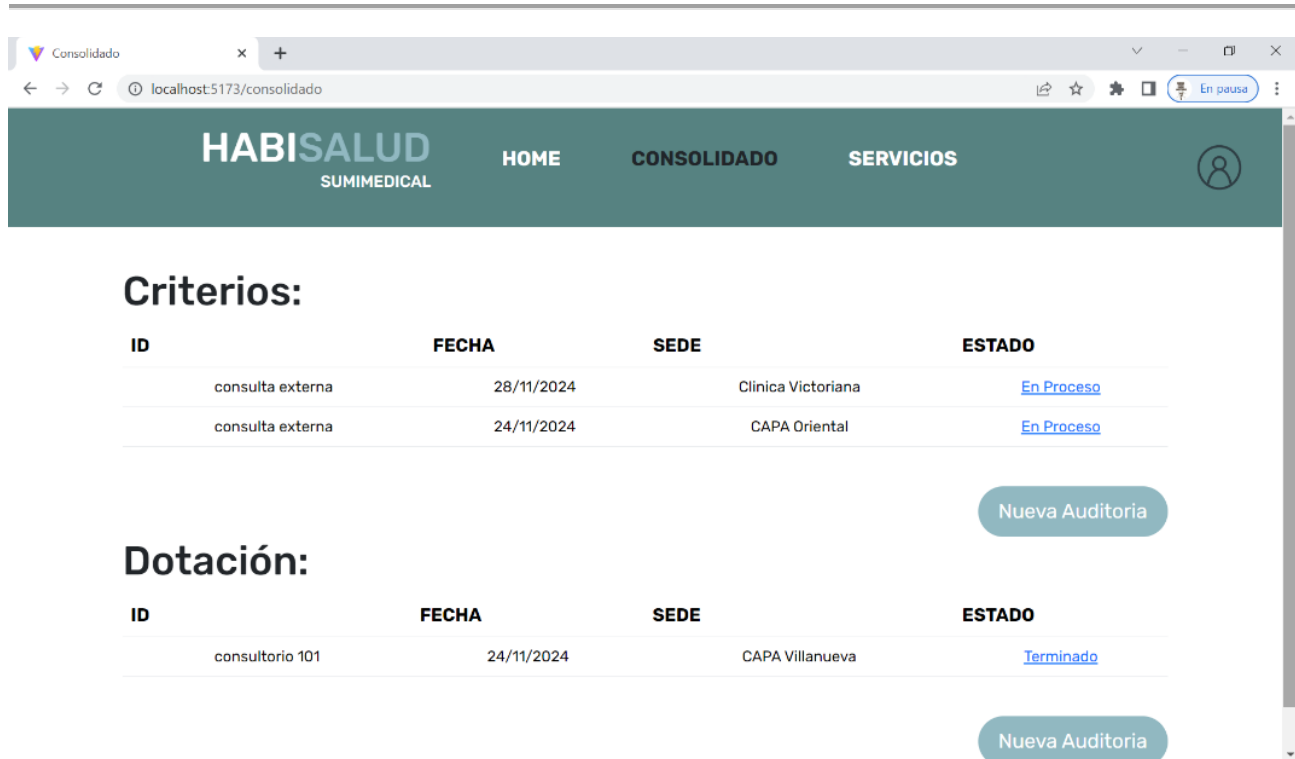 Consolidado
localhost:5173/consolidado
En pausa
HABISALUD
SUMIMEDICAL
HOME CONSOLIDADO SERVICIOS
Criterios:
ID FECHA SEDE ESTADO
consulta externa 28/11/2024 Clinica Victoriana En Proceso
consulta externa 24/11/2024 CAPA Oriental En Proceso
Nueva Auditoria
Dotación:
ID FECHA SEDE ESTADO
consultorio 101 24/11/2024 CAPA Villanueva Terminado
Nueva Auditoria